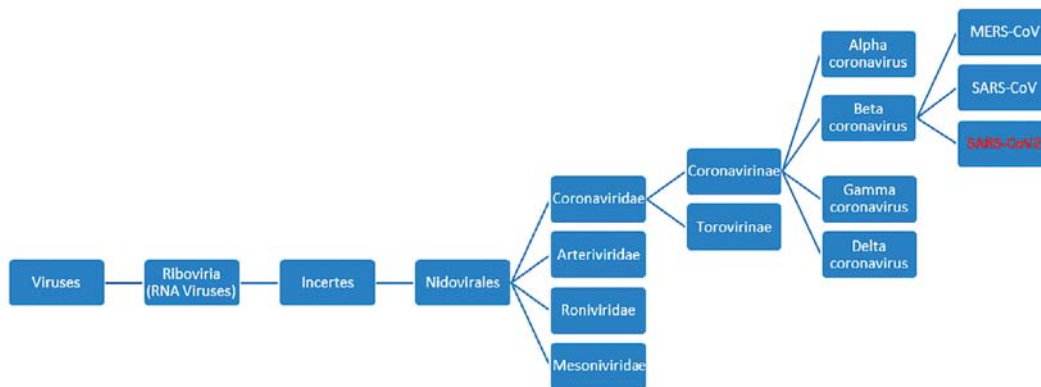 Viruses
Riboviria
(RNA Viruses)
Incertes
Nidovirales
Coronaviridae
Arteriviridae
Roniviridae
Mesoniviridae
Coronavirinae
Torovirinae
Alpha
coronavirus
Beta
coronavirus
Gamma
coronavirus
Delta
coronavirus
MERS-CoV
SARS-CoV
SARS-CoV2